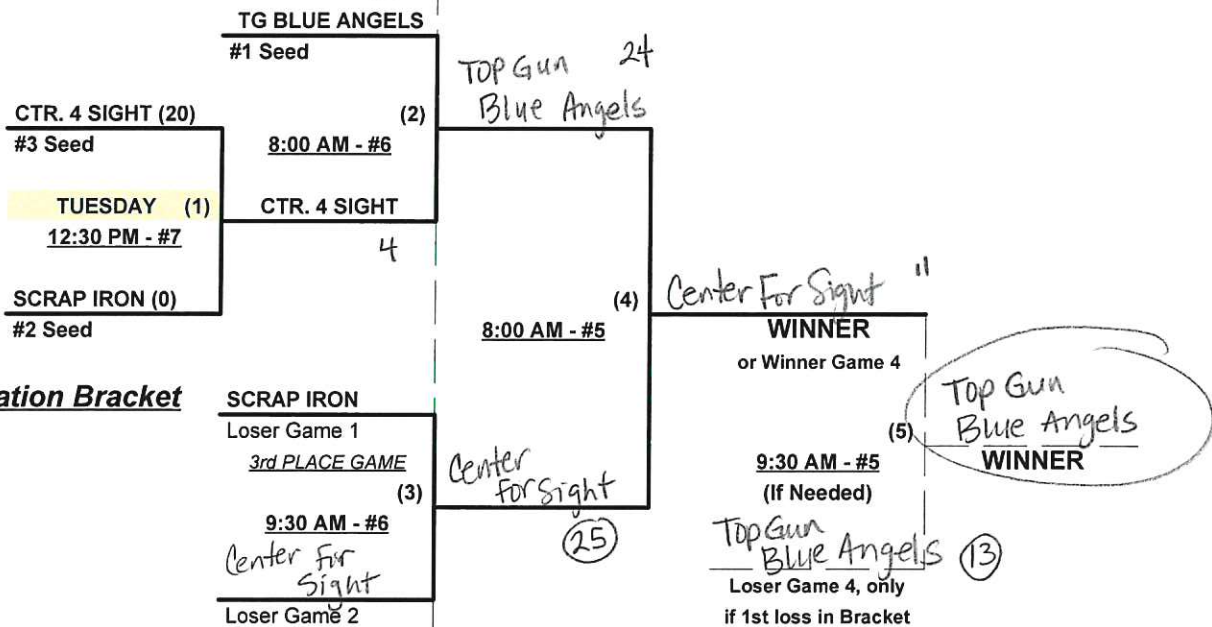 TG BLUE ANGELS
#1 Seed
TOP Gun 24
Blue Angels
CTR. 4 SIGHT (20)
(2)
#3 Seed
8:00 AM - #6
TUESDAY (1)
CTR. 4 SIGHT
12:30 PM - #7
4
SCRAP IRON (0)
#2 Seed
(4)
Center For Sight 11
8:00 AM - #5
WINNER
or Winner Game 4
ation Bracket
SCRAP IRON
Loser Game 1
3rd PLACE GAME
(3)
Center
For Sight
25
9:30 AM - #6
Center For
Sight
Loser Game 2
Top Gun
Blue Angels
(5)
WINNER
9:30 AM - #5
(If Needed)
Top Gun
Blue Angels 13
Loser Game 4, only
if 1st loss in Bracket